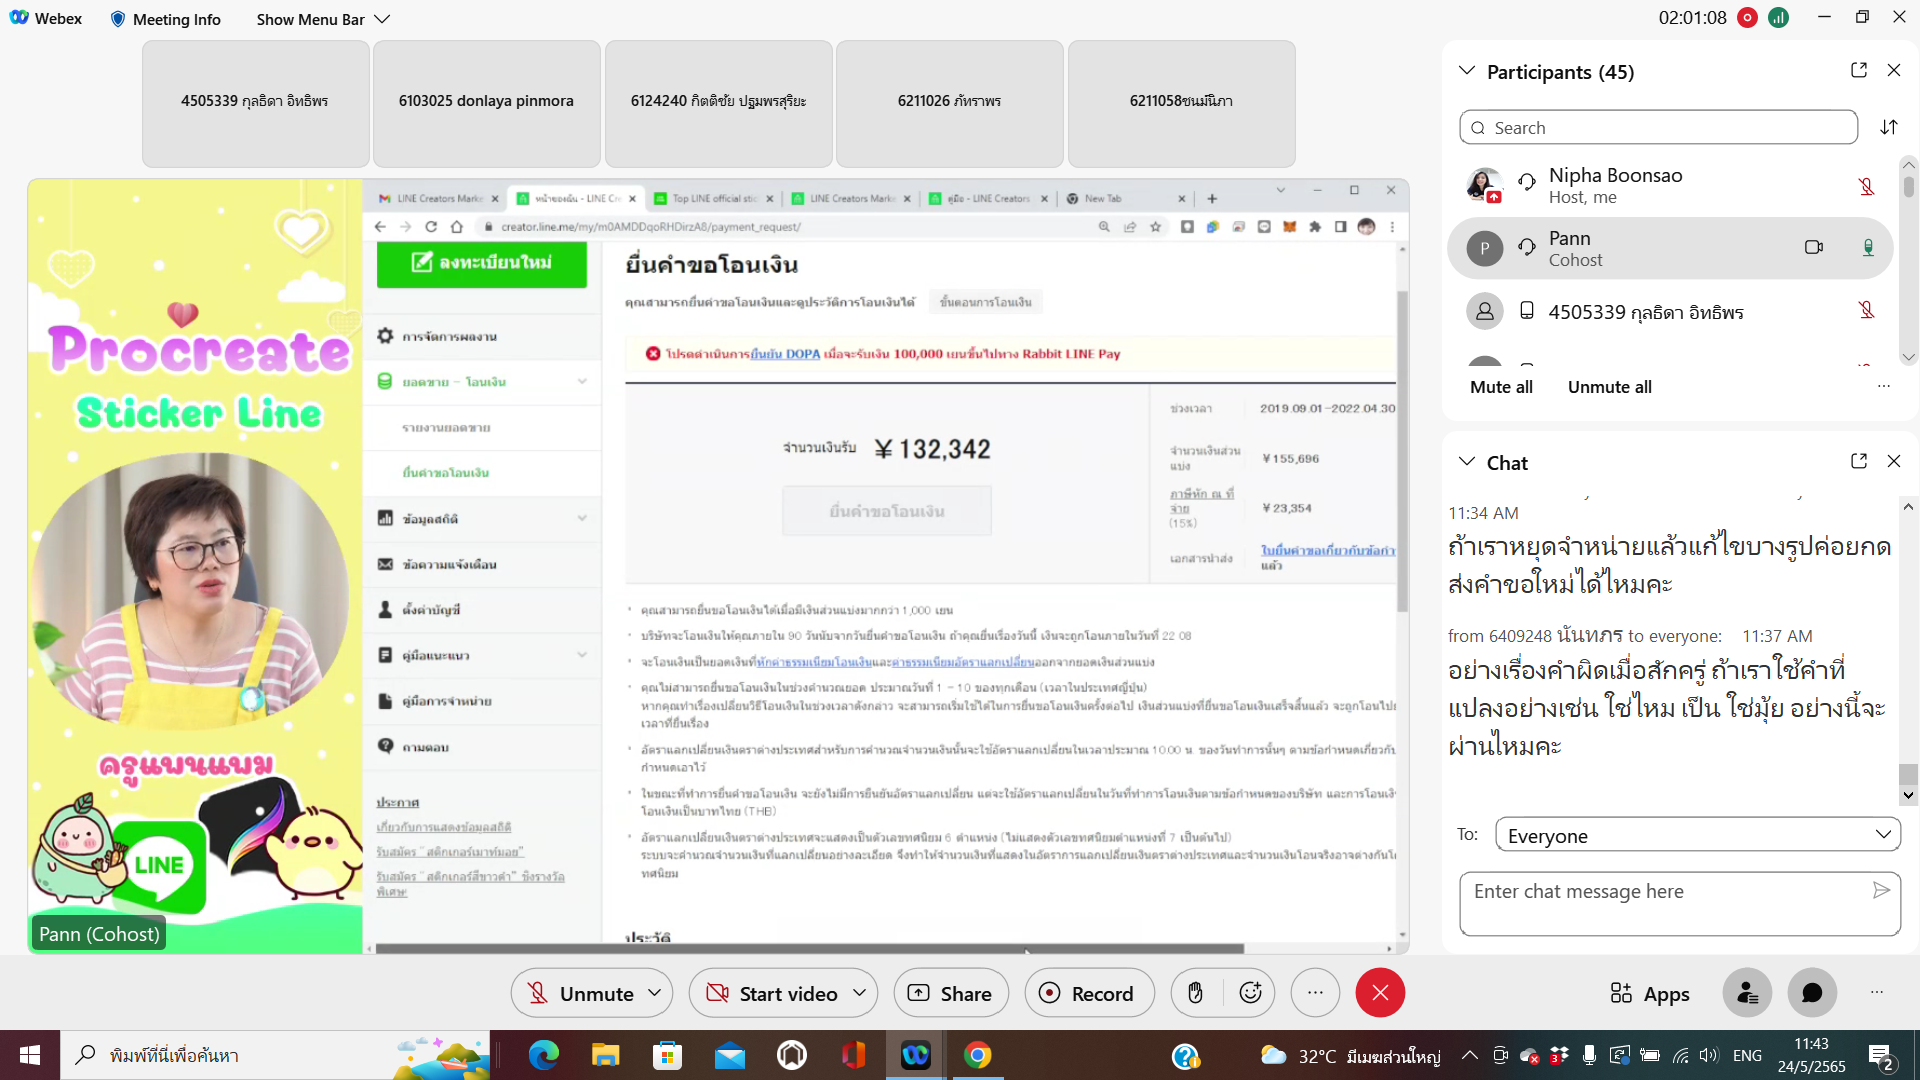 Webex
Meeting Info
Show Menu Bar
02:01:08
4505339 กุลธิดา อิทธิพร
6103025 donlaya pinmora
6124240 กิตติชัย ปฐมพรสุริยะ
6211026 ภัทราพร
6211058ชนม์นิภา
Participants (45)
Search
Nipha Boonsao
Host, me
P
Pann
Cohost
4505339 กุลธิดา อิทธิพร
Mute all
Unmute all
Procreate
Sticker Line
ครูแพนแพม
LINE
Pann (Cohost)
LINE Creators Marke
หน้าของฉัน - LINE Cr
Top LINE official stic
LINE Creators Marke
คู่มือ - LINE Creators
New Tab
creator.line.me/my/m0AMDDqoRHDirzA8/payment_request/
ลงทะเบียนใหม่
การจัดการผลงาน
ยอดขาย - โอนเงิน
รายงานยอดขาย
ยื่นคำขอโอนเงิน
ข้อมูลสถิติ
ข้อความแจ้งเตือน
ตั้งค่าบัญชี
คู่มือแนะแนว
คู่มือการจำหน่าย
ถามตอบ
ประกาศ
เกี่ยวกับการแสดงข้อมูลสถิติ
รับสมัคร "สติกเกอร์เมาท์มอย"
รับสมัคร "สติกเกอร์สีขาวดำ" ชิงรางวัล
พิเศษ
ยื่นคำขอโอนเงิน
คุณสามารถยื่นคำขอโอนเงินและดูประวัติการโอนเงินได้
ขั้นตอนการโอนเงิน
โปรดดำเนินการยืนยัน DOPA เมื่อจะรับเงิน 100,000 เยนขึ้นไปทาง Rabbit LINE Pay
จำนวนเงินรับ ¥ 132,342
ยื่นคำขอโอนเงิน
ช่วงเวลา 2019.09.01-2022.04.30
จำนวนเงินส่วน
แบ่ง
¥155,696
ภาษีหัก ณ ที่
จ่าย
(15%)
¥23,354
เอกสารนำส่ง
ใบยื่นคำขอเกี่ยวกับข้อกำ
แล้ว
คุณสามารถยื่นขอโอนเงินได้เมื่อมีเงินส่วนแบ่งมากกว่า 1,000 เยน
บริษัทจะโอนเงินให้คุณภายใน 90 วันนับจากวันยื่นคำขอโอนเงิน ถ้าคุณยื่นเรื่องวันนี้ เงินจะถูกโอนภายในวันที่ 22.08
จะโอนเงินเป็นยอดเงินที่หักค่าธรรมเนียมโอนเงินและค่าธรรมเนียมอัตราแลกเปลี่ยนออกจากยอดเงินส่วนแบ่ง
คุณไม่สามารถยื่นขอโอนเงินในช่วงคำนวณยอด ประมาณวันที่ 1 - 10 ของทุกเดือน (เวลาในประเทศญี่ปุ่น)
หากคุณทำเรื่องเปลี่ยนวิธีโอนเงินในช่วงเวลาดังกล่าว จะสามารถเริ่มใช้ได้ในการยื่นขอโอนเงินครั้งต่อไป เงินส่วนแบ่งที่ยื่นขอโอนเงินเสร็จสิ้นแล้ว จะถูกโอนไป
เวลาที่ยื่นเรื่อง
อัตราแลกเปลี่ยนเงินตราต่างประเทศสำหรับการคำนวณจำนวนเงินนั้นจะใช้อัตราแลกเปลี่ยนในเวลาประมาณ 10:00 น. ของวันทำการนั้นๆ ตามข้อกำหนดเกี่ยวกับ
กำหนดเอาไว้
ในขณะที่ทำการยื่นคำขอโอนเงิน จะยังไม่มีการยืนยันอัตราแลกเปลี่ยน แต่จะใช้อัตราแลกเปลี่ยนในวันที่ทำการโอนเงินตามข้อกำหนดของบริษัท และการโอนเงิน
โอนเงินเป็นบาทไทย (THB)
อัตราแลกเปลี่ยนเงินตราต่างประเทศจะแสดงเป็นตัวเลขทศนิยม 6 ตำแหน่ง (ไม่แสดงตัวเลขทศนิยมตำแหน่งที่ 7 เป็นต้นไป)
ระบบจะคำนวณจำนวนเงินที่แลกเปลี่ยนอย่างละเอียด จึงทำให้จำนวนเงินที่แสดงในอัตราการแลกเปลี่ยนเงินตราต่างประเทศและจำนวนเงินโอนจริงอาจต่างกัน
ทศนิยม
ประวัติ
Chat
11:34 AM
ถ้าเราหยุดจำหน่ายแล้วแก้ไขบางรูปค่อยกด
ส่งคำขอใหม่ได้ไหมคะ
from 6409248 นันทภร to everyone: 11:37 AM
อย่างเรื่องคำผิดเมื่อสักครู่ ถ้าเราใช้คำที่
แปลงอย่างเช่น ใช่ไหม เป็น ใช่มุ้ย อย่างนี้จะ
ผ่านไหมคะ
To: Everyone
Enter chat message here
Unmute
Start video
Share
Record
Apps
พิมพ์ที่นี่เพื่อค้นหา
32°C มีเมฆส่วนใหญ่
3
ENG
11:43
24/5/2565
2